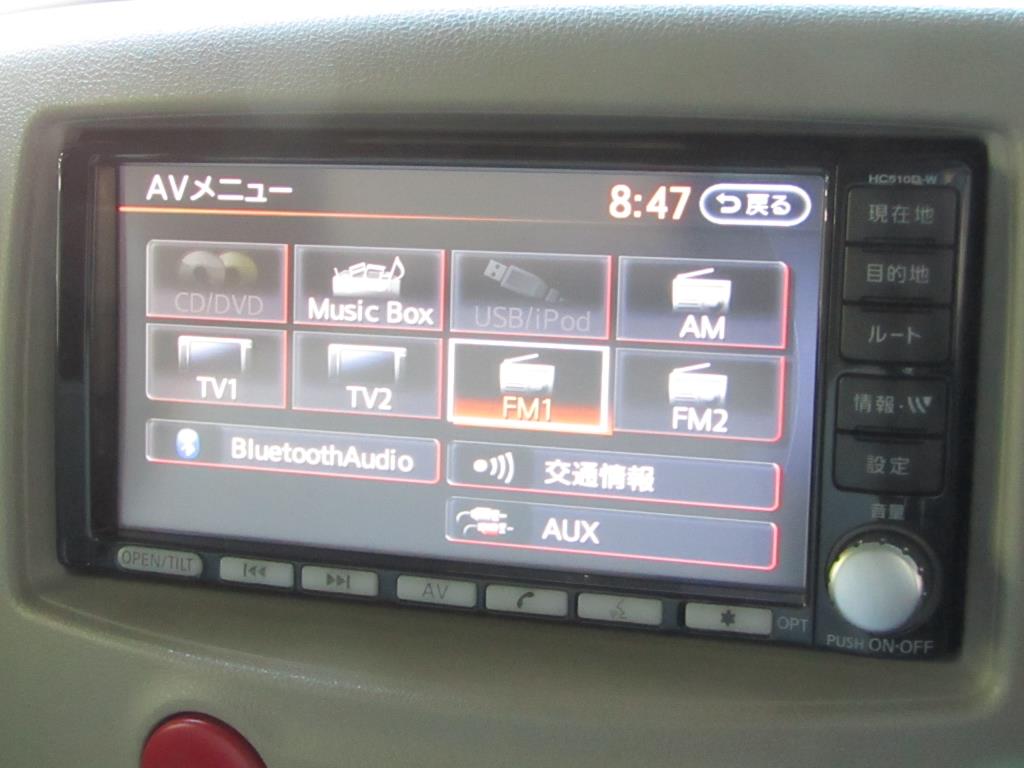 HC510D-W
AVメニュー
8:47
戻る
現在地
CD/DVD
Music Box
USB/iPod
AM
目的地
ルート
TV1
TV2
FM1
FM2
情報・VV
BluetoothAudio
交通情報
設定
AUX
音量
OPEN/TILT
AV
OPT
PUSH ON-OFF